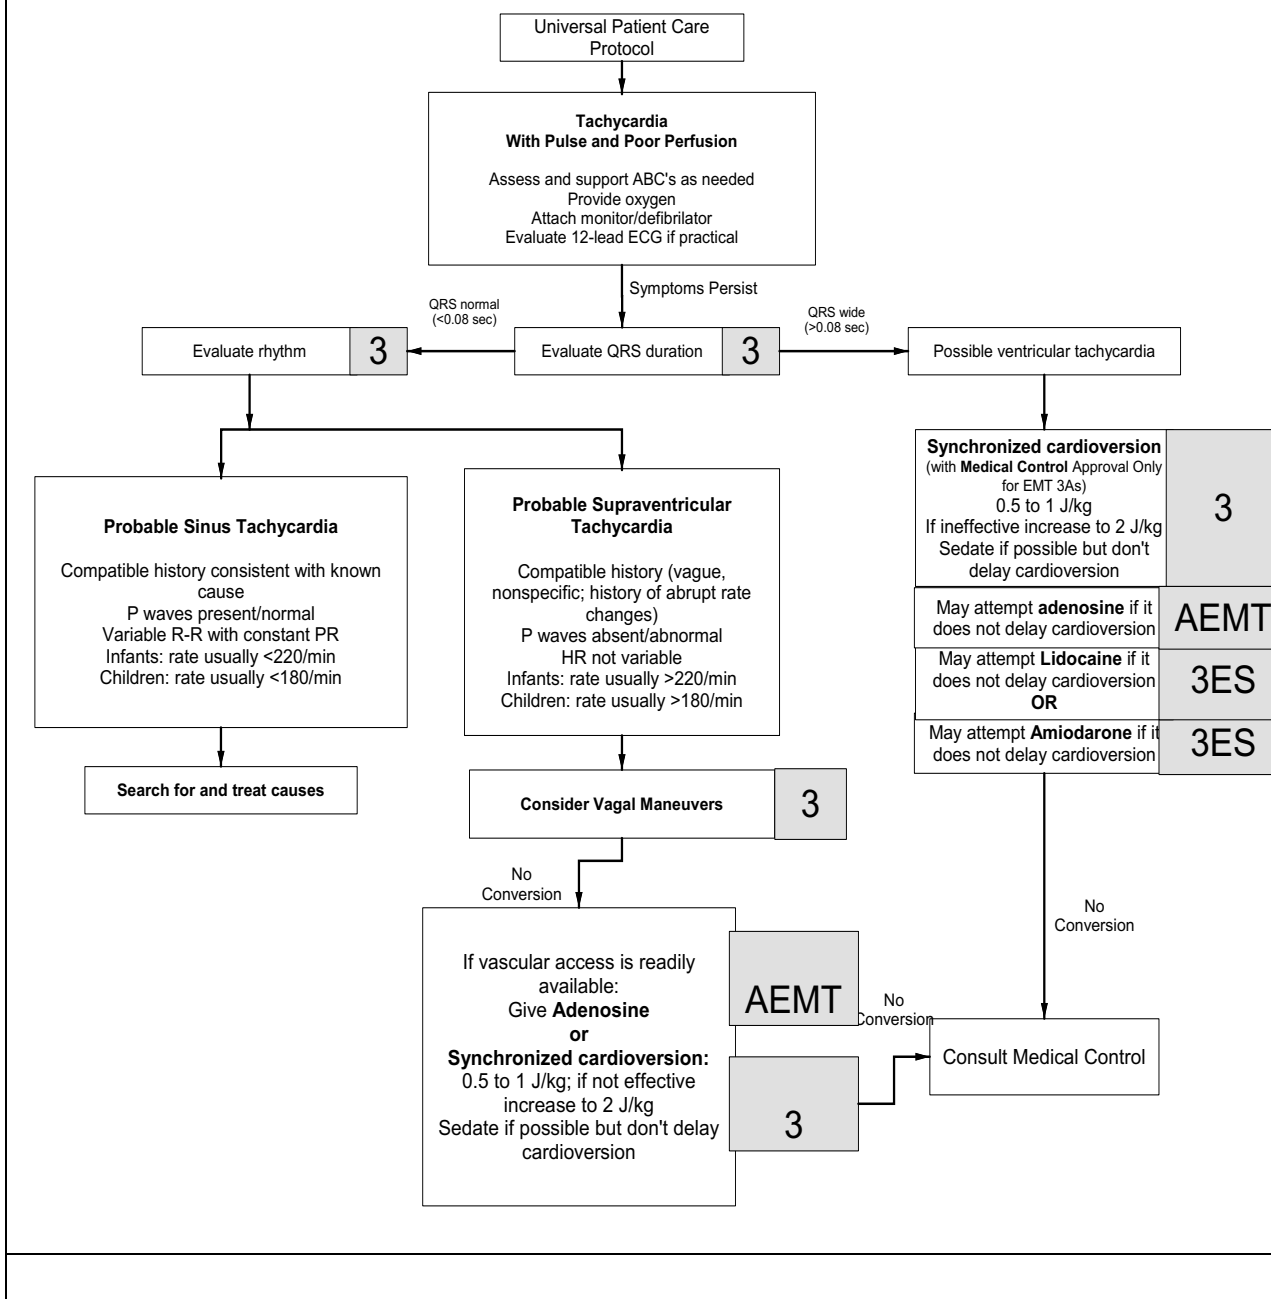 Universal Patient Care
Protocol
Tachycardia
With Pulse and Poor Perfusion
Assess and support ABC's as needed
Provide oxygen
Attach monitor/defibrilator
Evaluate 12-lead ECG if practical
Symptoms Persist
QRS normal
(<0.08 sec)
QRS wide
(>0.08 sec)
Evaluate rhythm
3
Evaluate QRS duration
3
Possible ventricular tachycardia
Probable Sinus Tachycardia
Compatible history consistent with known
cause
P waves present/normal
Variable R-R with constant PR
Infants: rate usually <220/min
Children: rate usually <180/min
Search for and treat causes
Probable Supraventricular
Tachycardia
Compatible history (vague,
nonspecific; history of abrupt rate
changes)
P waves absent/abnormal
HR not variable
Infants: rate usually >220/min
Children: rate usually >180/min
Consider Vagal Maneuvers
3
No
Conversion
If vascular access is readily
available:
Give Adenosine
or
Synchronized cardioversion:
0.5 to 1 J/kg; if not effective
increase to 2 J/kg
Sedate if possible but don't delay
cardioversion
AEMT
3
No
Conversion
Synchronized cardioversion
(with Medical Control Approval Only
for EMT 3As)
0.5 to 1 J/kg
If ineffective increase to 2 J/kg
Sedate if possible but don't
delay cardioversion
3
May attempt adenosine if it
does not delay cardioversion
AEMT
May attempt Lidocaine if it
does not delay cardioversion
OR
3ES
May attempt Amiodarone if it
does not delay cardioversion
3ES
No
Conversion
Consult Medical Control